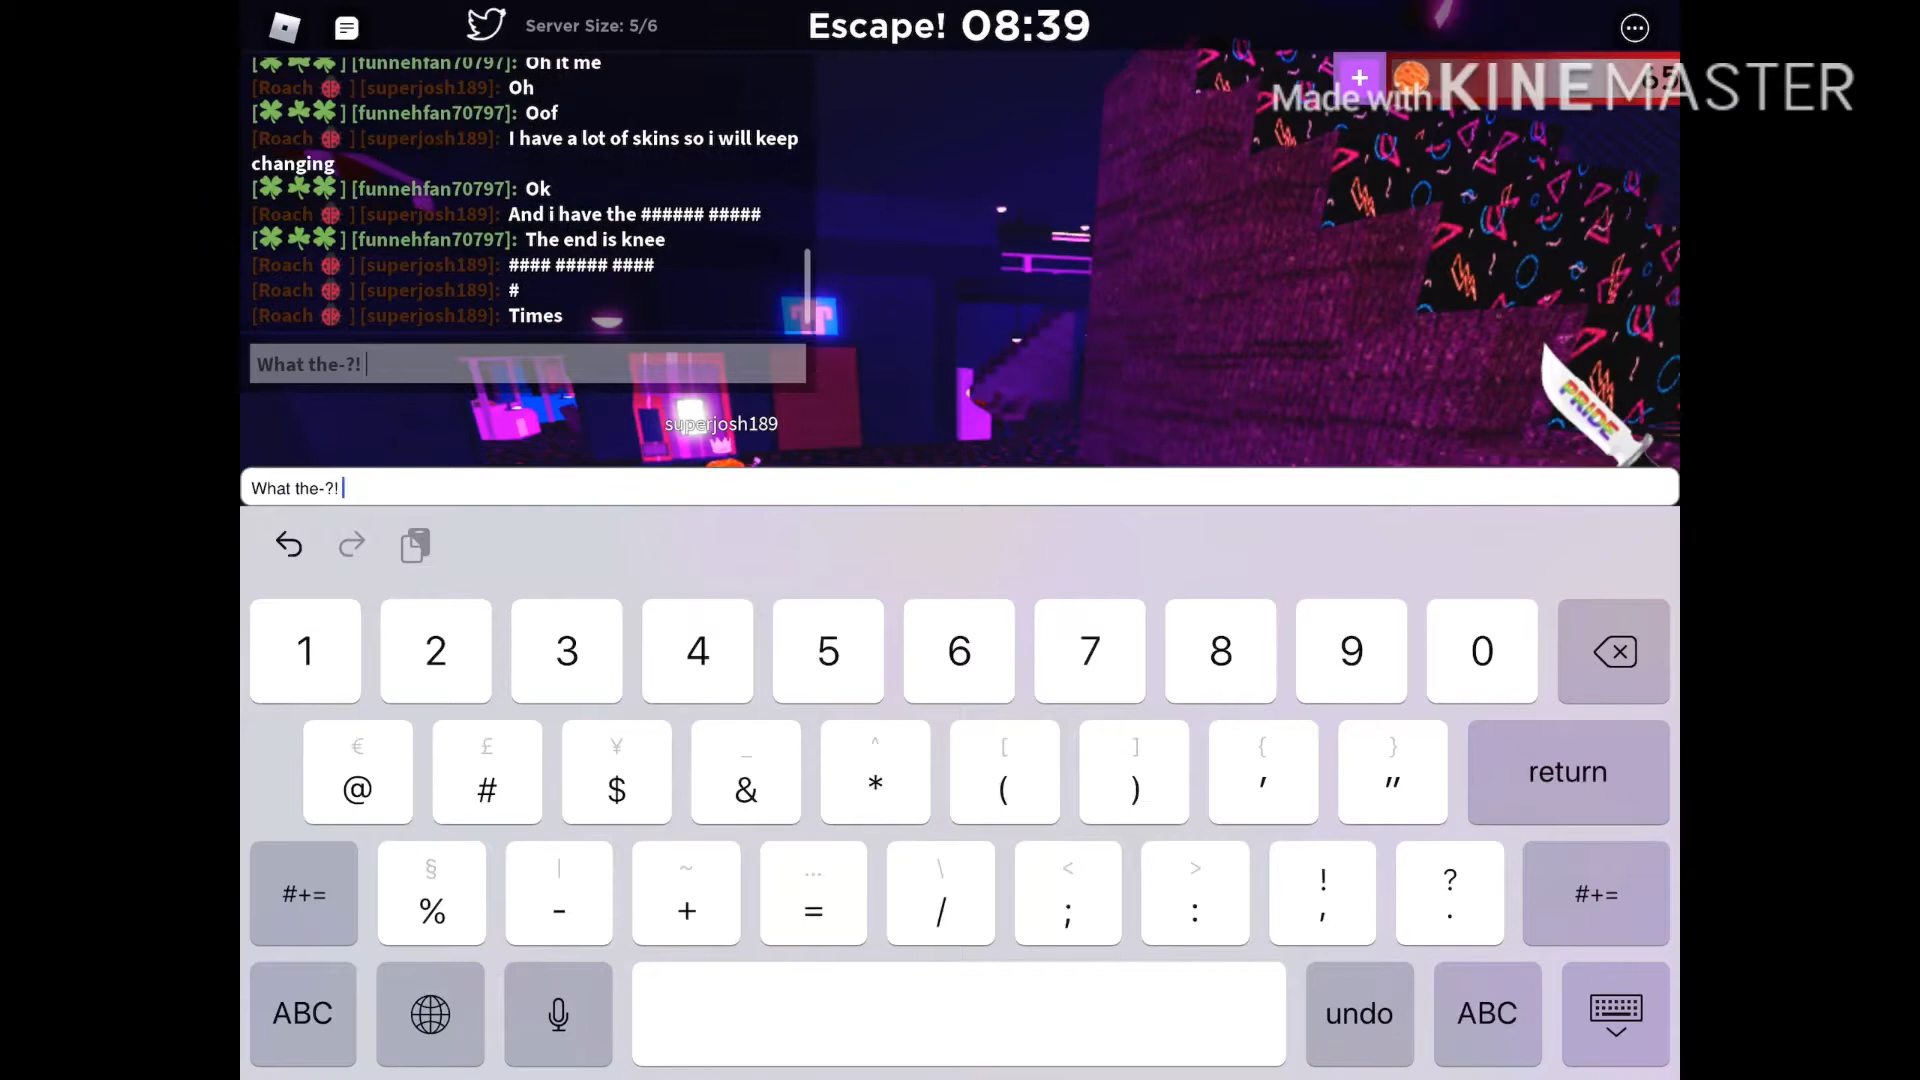 Server Size: 5/6
Escape! 08:39
Made with KINEMASTER
65
[☘☘☘] [funnehfan70797]: Oh it me
[Roach 🐞 ] [superjosh189]: Oh
[☘☘☘] [funnehfan70797]: Oof
[Roach 🐞 ] [superjosh189]: I have a lot of skins so i will keep
changing
[☘☘☘] [funnehfan70797]: Ok
[Roach 🐞 ] [superjosh189]: And i have the ###### #####
[☘☘☘] [funnehfan70797]: The end is knee
[Roach 🐞 ] [superjosh189]: #### ##### ####
[Roach 🐞 ] [superjosh189]: #
[Roach 🐞 ] [superjosh189]: Times
What the-?!
PRIDE
superjosh189
What the-?!
1 2 3 4 5 6 7 8 9 0
€ £ ¥ _ ^ [ ] { }
@ # $ & * ( ) ' " return
§ | ~ … \ < > ! ?
#+= % - + = / ; : , . #+=
ABC undo ABC